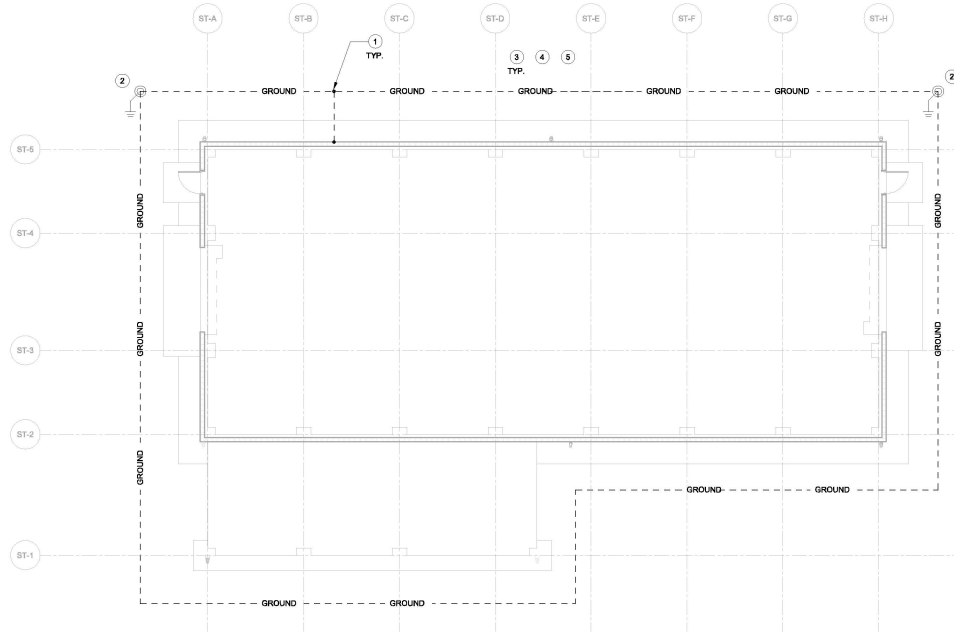 ST-A ST-B ST-C ST-D ST-E ST-F ST-G ST-H
1
TYP.
3 4 5
TYP.
2 2
GROUND GROUND GROUND GROUND GROUND
ST-5
GROUND GROUND
ST-4
GROUND GROUND
ST-3
ST-2
GROUND
GROUND GROUND
ST-1
GROUND GROUND